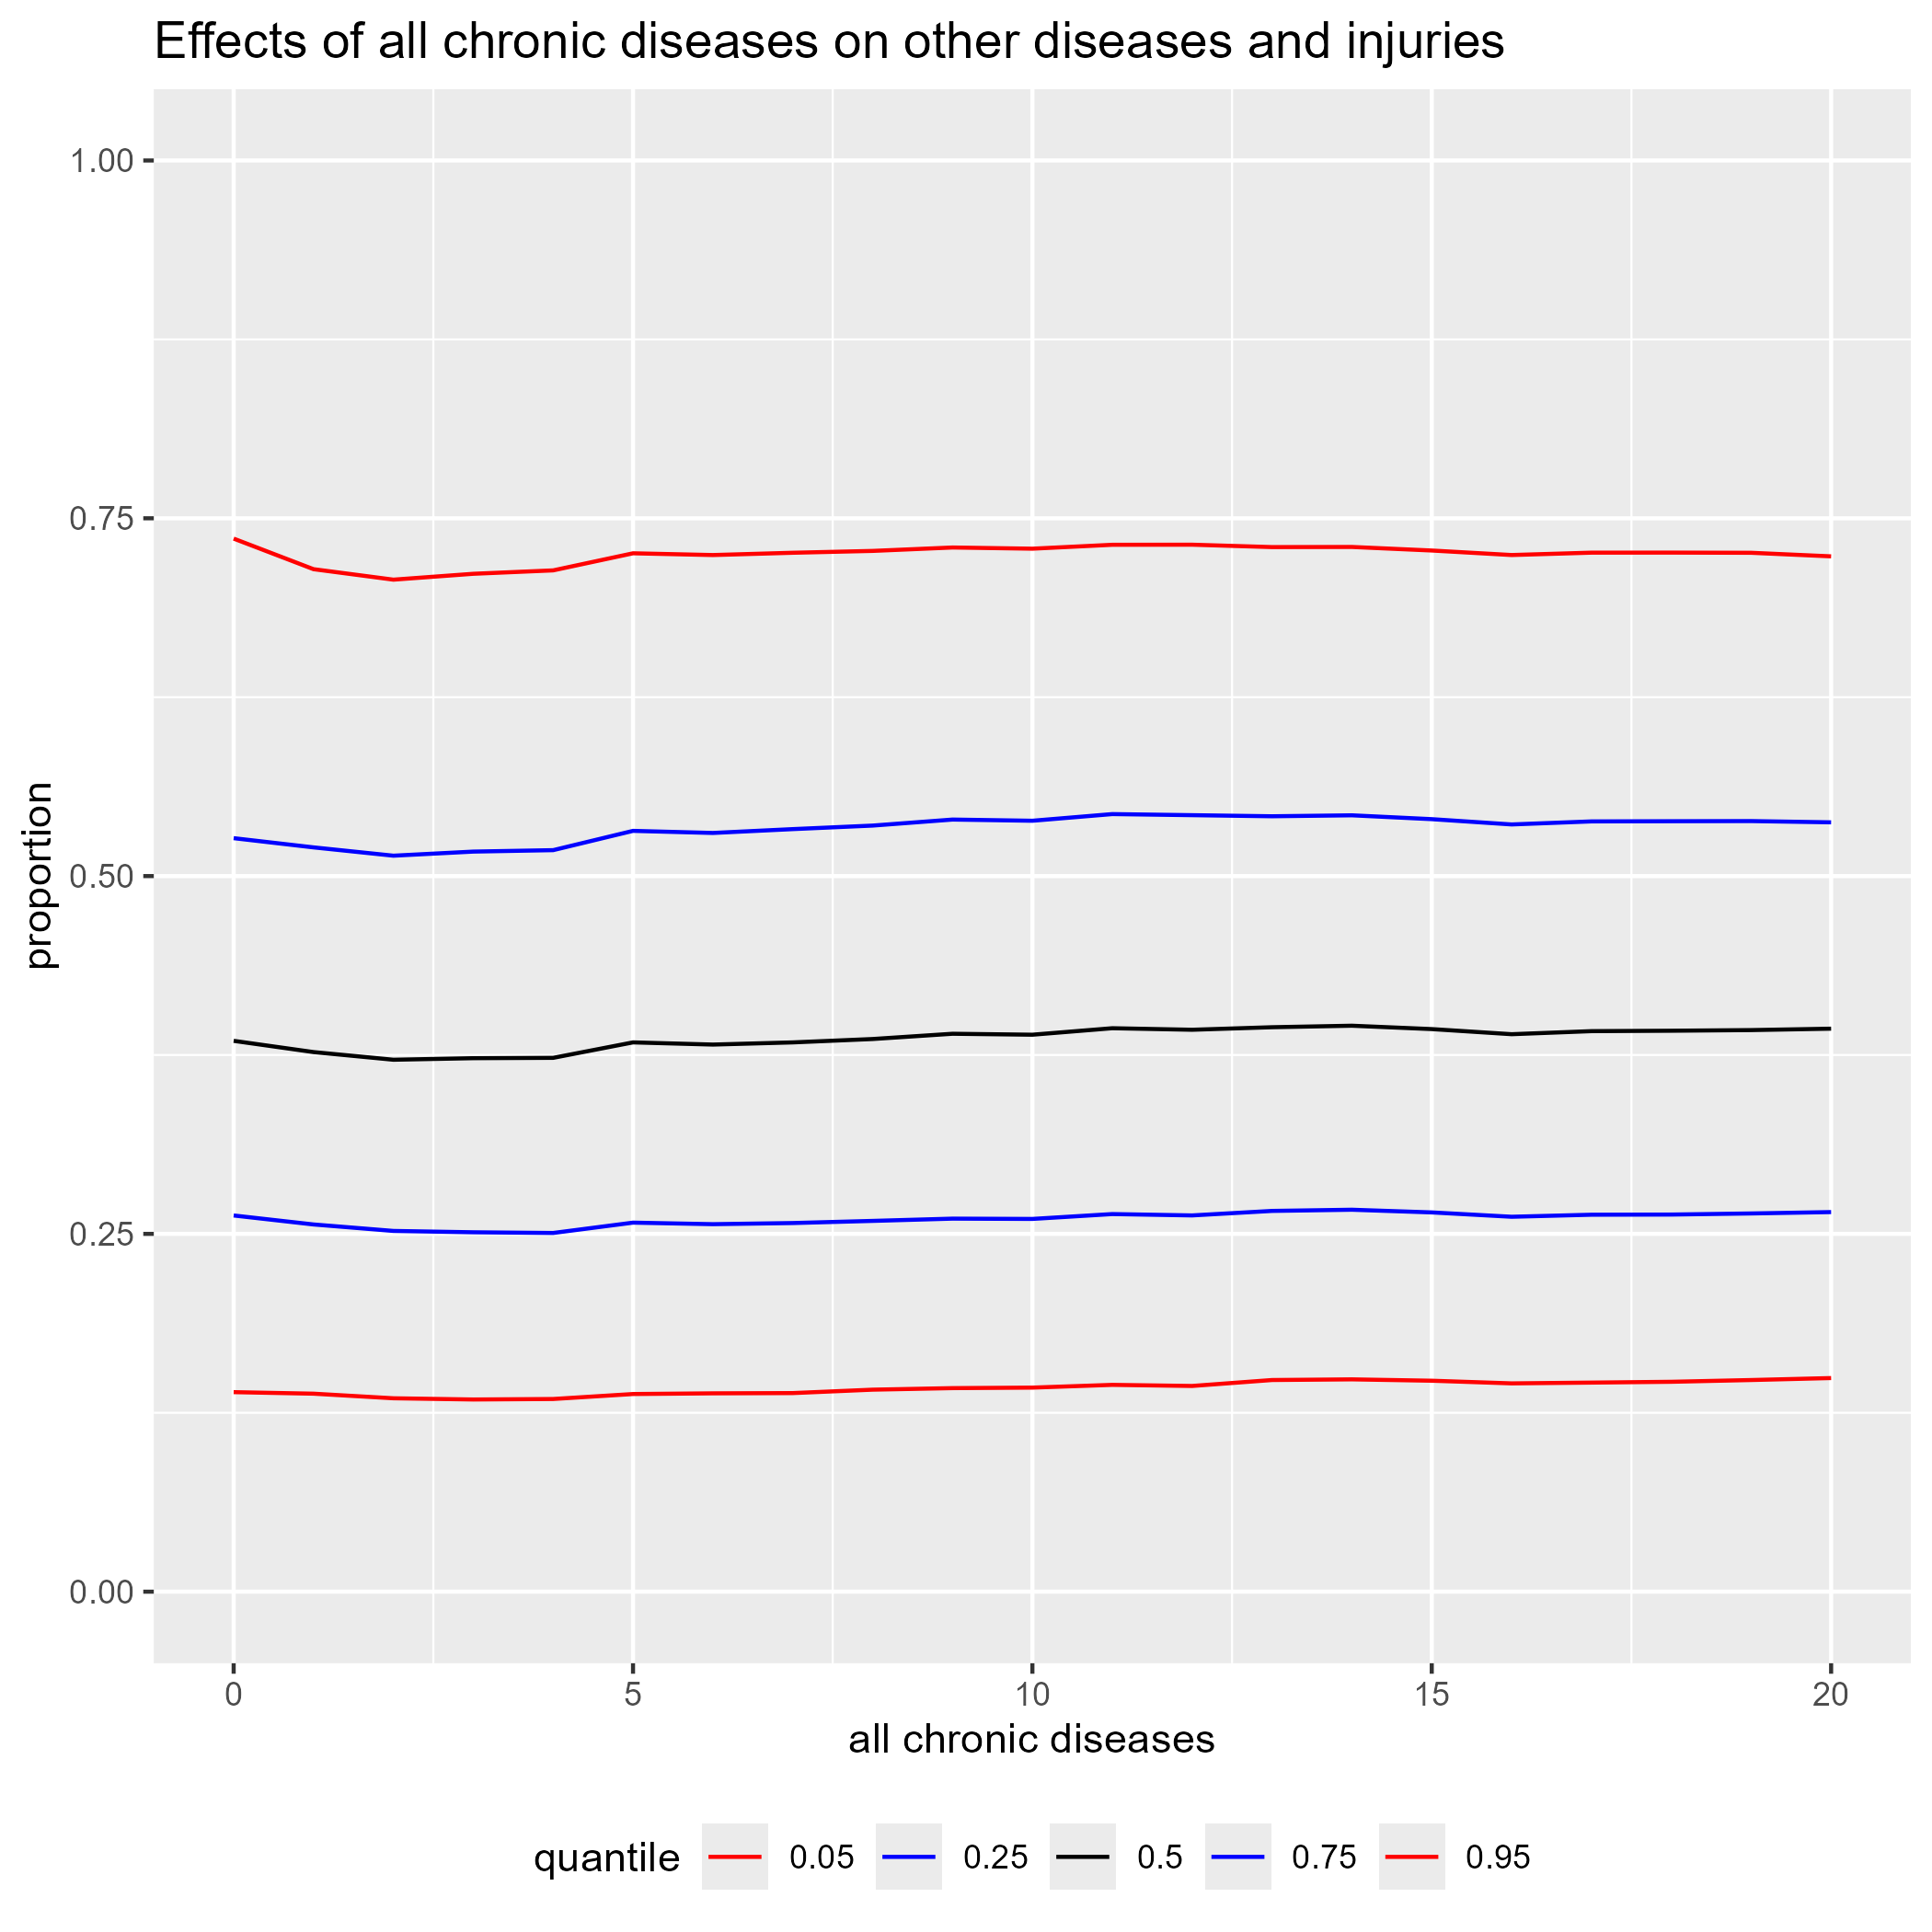 Effects of all chronic diseases on other diseases and injuries
proportion
1.00
0.75
0.50
0.25
0.00
0 5 10 15 20
all chronic diseases
quantile 0.05 0.25 0.5 0.75 0.95